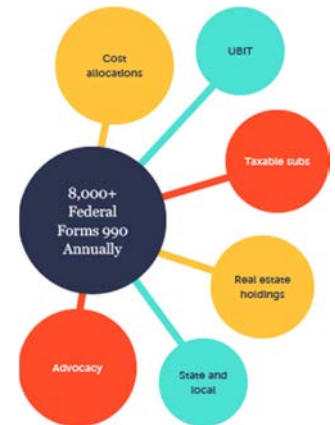 Cost
allocations
UBIT
Taxable subs
8,000+
Federal
Forms 990
Annually
Real estate
holdings
State and
local
Advocacy